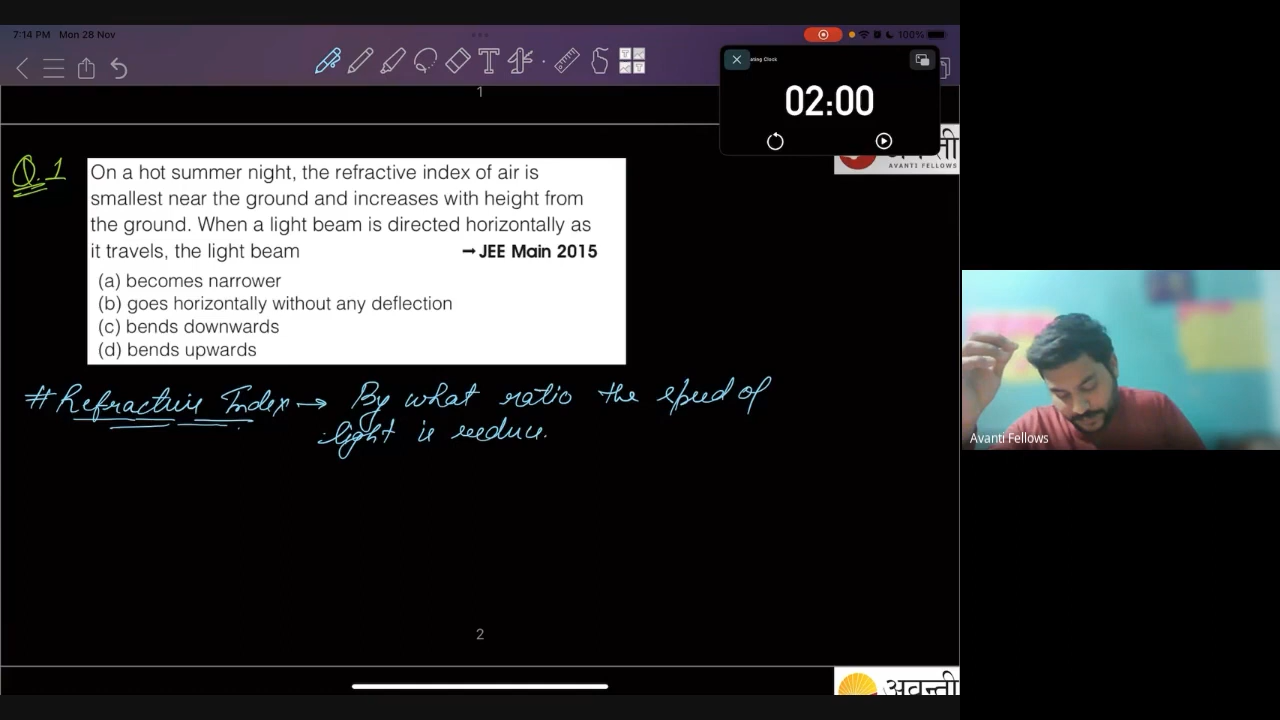 7:14 PM Mon 28 Nov
100%
1
02:00
अवन्ती
AVANTI FELLOWS
Q.1
On a hot summer night, the refractive index of air is
smallest near the ground and increases with height from
the ground. When a light beam is directed horizontally as
it travels, the light beam → JEE Main 2015
(a) becomes narrower
(b) goes horizontally without any deflection
(c) bends downwards
(d) bends upwards
# Refractive Index → By what ratio the speed of
light is reduce.
Avanti Fellows
2
अवन्ती